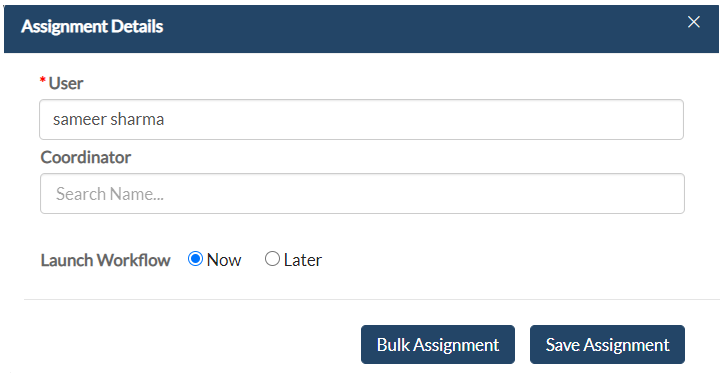 Assignment Details
* User
sameer sharma
Coordinator
Search Name...
Launch Workflow Now Later
Bulk Assignment Save Assignment